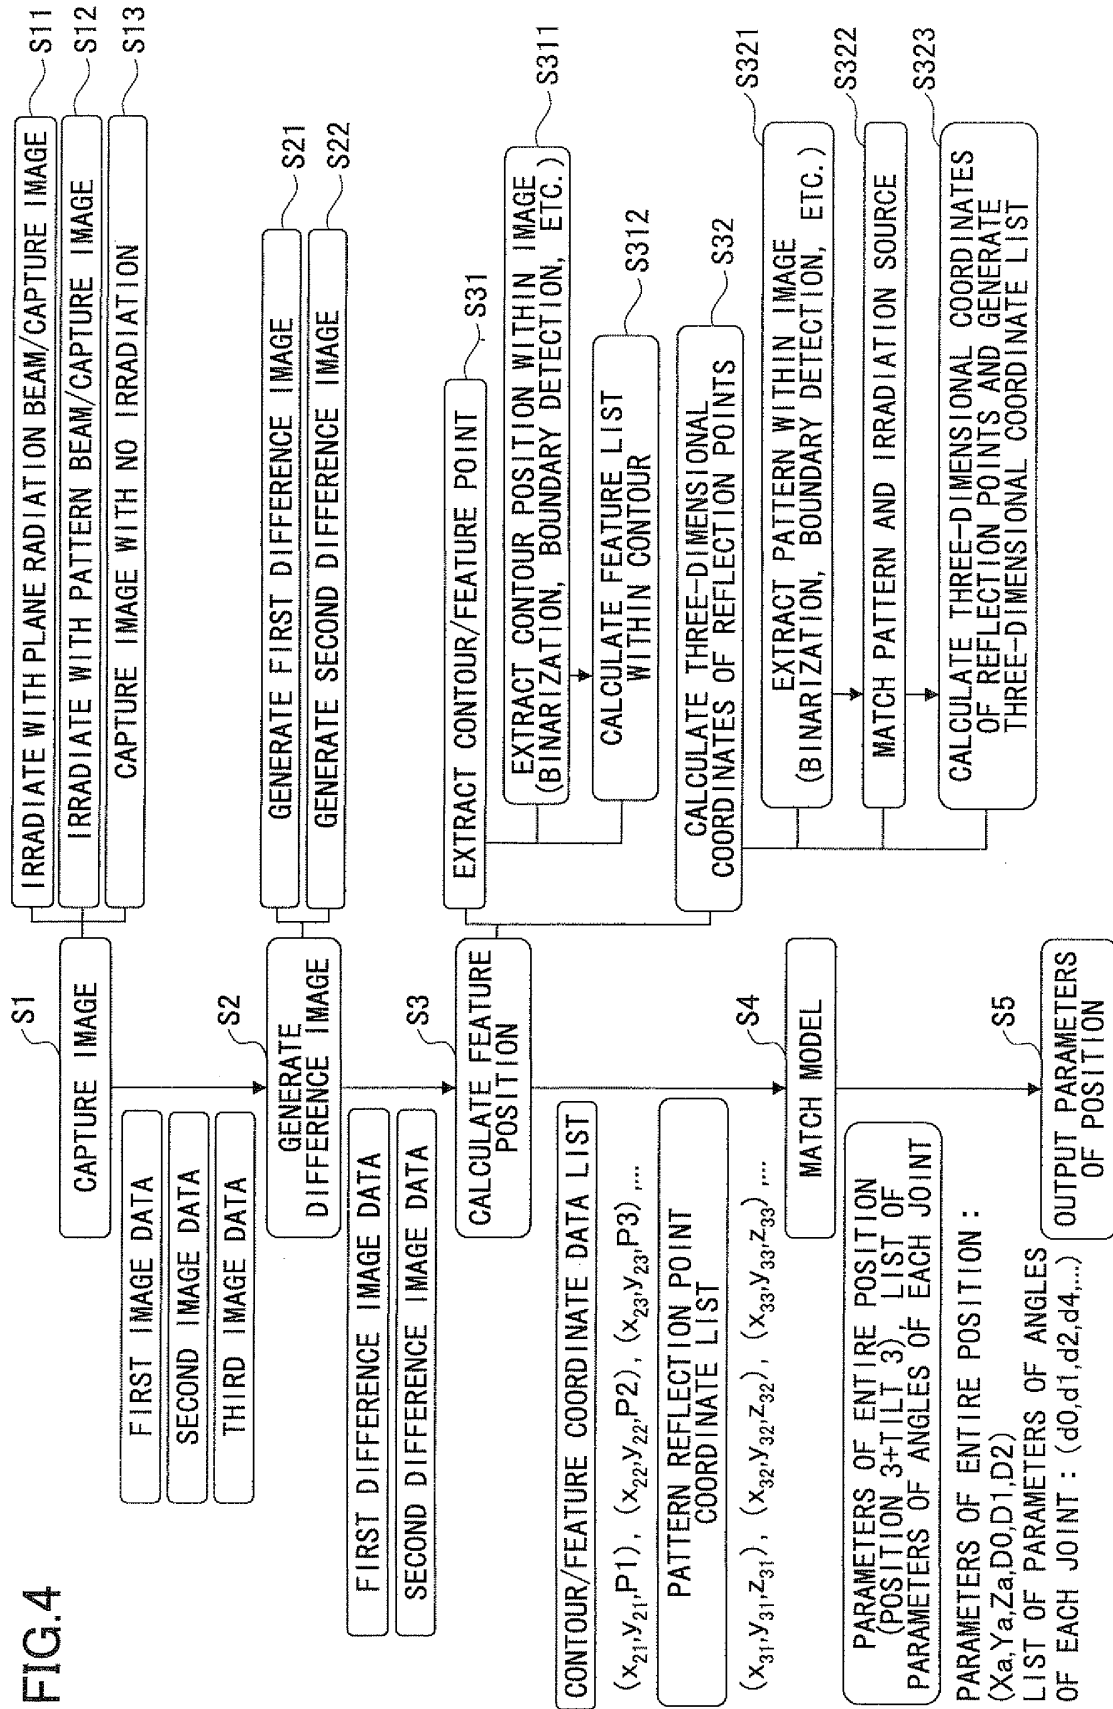 FIG.4
S1
CAPTURE IMAGE
IRRADIATE WITH PLANE RADIATION BEAM/CAPTURE IMAGE
S11
IRRADIATE WITH PATTERN BEAM/CAPTURE IMAGE
S12
CAPTURE IMAGE WITH NO IRRADIATION
S13
FIRST IMAGE DATA
SECOND IMAGE DATA
THIRD IMAGE DATA
S2
GENERATE
DIFFERENCE IMAGE
GENERATE FIRST DIFFERENCE IMAGE
S21
GENERATE SECOND DIFFERENCE IMAGE
S22
FIRST DIFFERENCE IMAGE DATA
SECOND DIFFERENCE IMAGE DATA
S3
CALCULATE FEATURE
POSITION
EXTRACT CONTOUR/FEATURE POINT
S31
EXTRACT CONTOUR POSITION WITHIN IMAGE
(BINARIZATION, BOUNDARY DETECTION, ETC.)
S311
CALCULATE FEATURE LIST
WITHIN CONTOUR
S312
CALCULATE THREE-DIMENSIONAL
COORDINATES OF REFLECTION POINTS
S32
EXTRACT PATTERN WITHIN IMAGE
(BINARIZATION, BOUNDARY DETECTION, ETC.)
S321
MATCH PATTERN AND IRRADIATION SOURCE
S322
CALCULATE THREE-DIMENSIONAL COORDINATES
OF REFLECTION POINTS AND GENERATE
THREE-DIMENSIONAL COORDINATE LIST
S323
CONTOUR/FEATURE COORDINATE DATA LIST
(x21,y21,P1), (x22,y22,P2), (x23,y23,P3),...
PATTERN REFLECTION POINT
COORDINATE LIST
(x31,y31,z31), (x32,y32,z32), (x33,y33,z33),...
S4
MATCH MODEL
PARAMETERS OF ENTIRE POSITION
(POSITION 3+TILT 3), LIST OF
PARAMETERS OF ANGLES OF EACH JOINT
PARAMETERS OF ENTIRE POSITION:
(Xa,Ya,Za,D0,D1,D2)
LIST OF PARAMETERS OF ANGLES
OF EACH JOINT: (d0,d1,d2,d4,...)
S5
OUTPUT PARAMETERS
OF POSITION